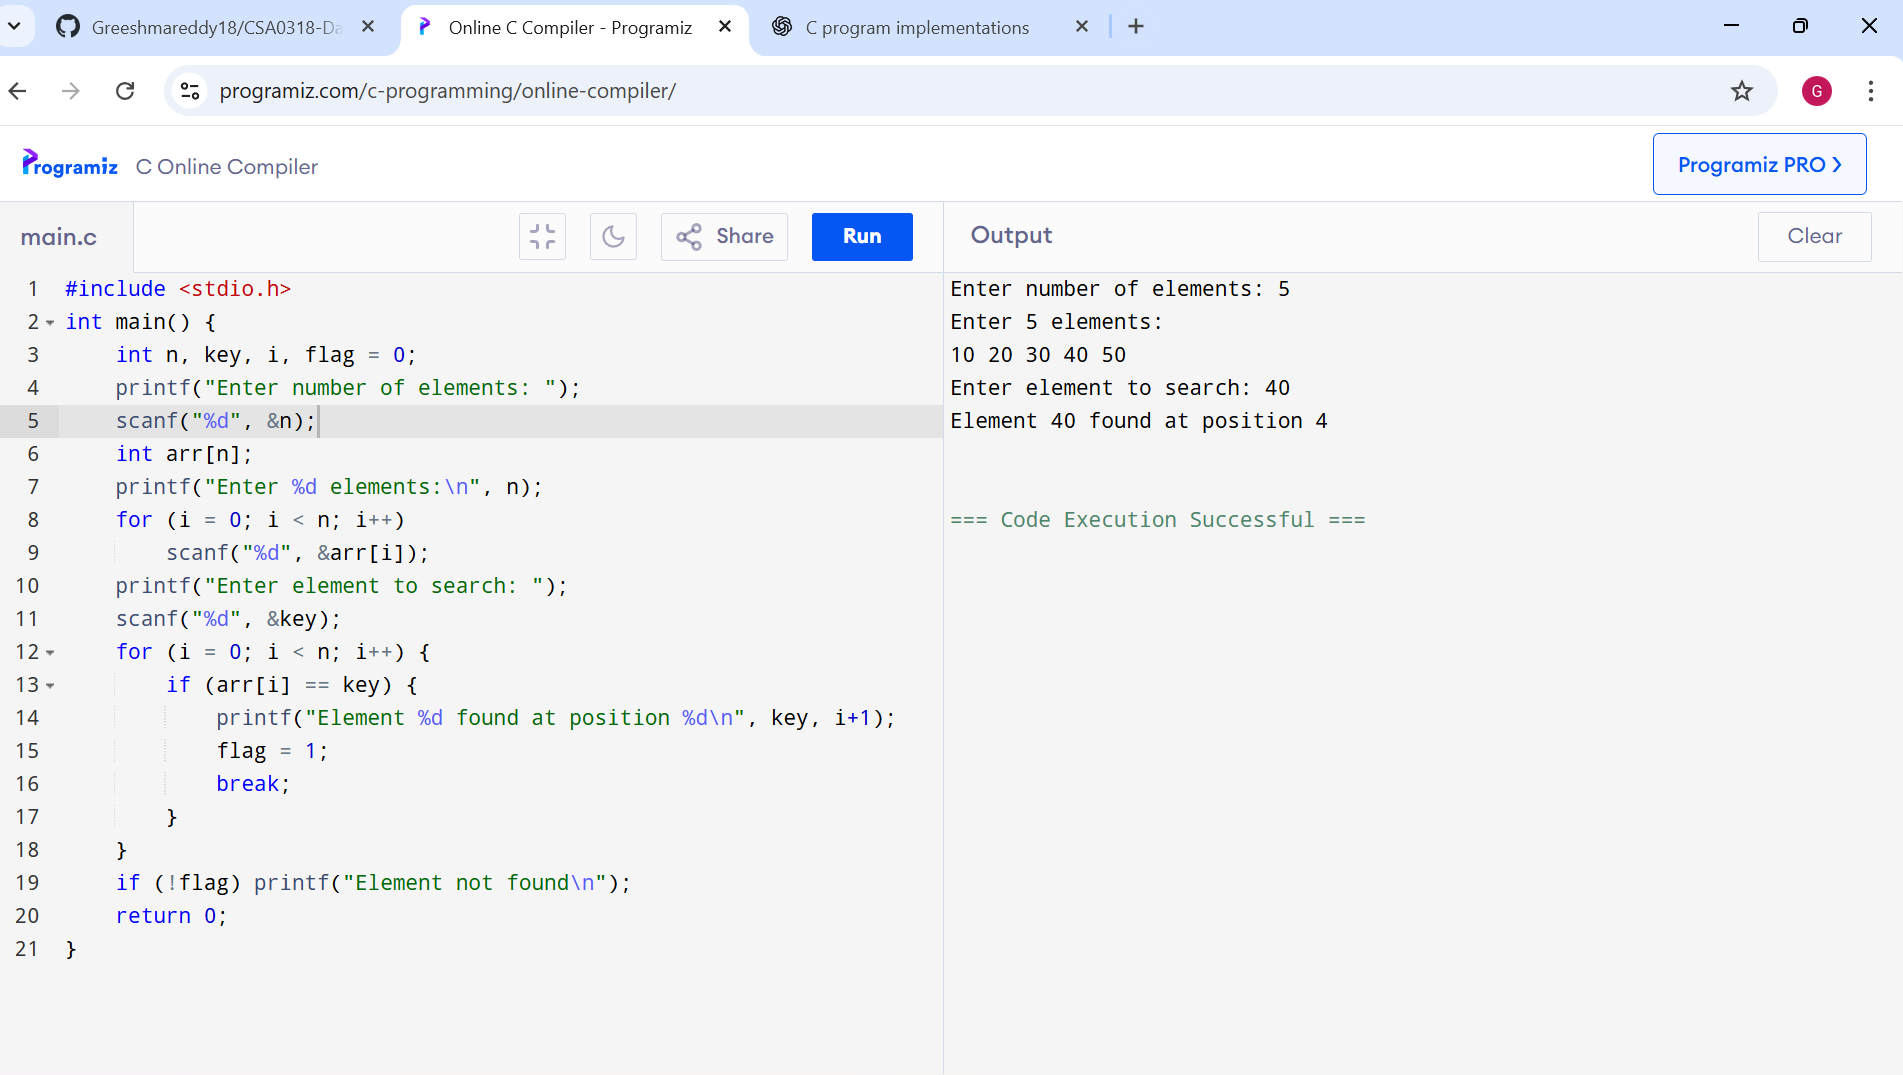 Greeshmareddy18/CSA0318-Da
Online C Compiler - Programiz
C program implementations
programiz.com/c-programming/online-compiler/
G
Programiz C Online Compiler
Programiz PRO
main.c
Share
Run
Output
Clear
1 #include <stdio.h>
2 int main() {
3     int n, key, i, flag = 0;
4     printf("Enter number of elements: ");
5     scanf("%d", &n);
6     int arr[n];
7     printf("Enter %d elements:\n", n);
8     for (i = 0; i < n; i++)
9         scanf("%d", &arr[i]);
10     printf("Enter element to search: ");
11     scanf("%d", &key);
12     for (i = 0; i < n; i++) {
13         if (arr[i] == key) {
14             printf("Element %d found at position %d\n", key, i+1);
15             flag = 1;
16             break;
17         }
18     }
19     if (!flag) printf("Element not found\n");
20     return 0;
21 }
Enter number of elements: 5
Enter 5 elements:
10 20 30 40 50
Enter element to search: 40
Element 40 found at position 4
=== Code Execution Successful ===